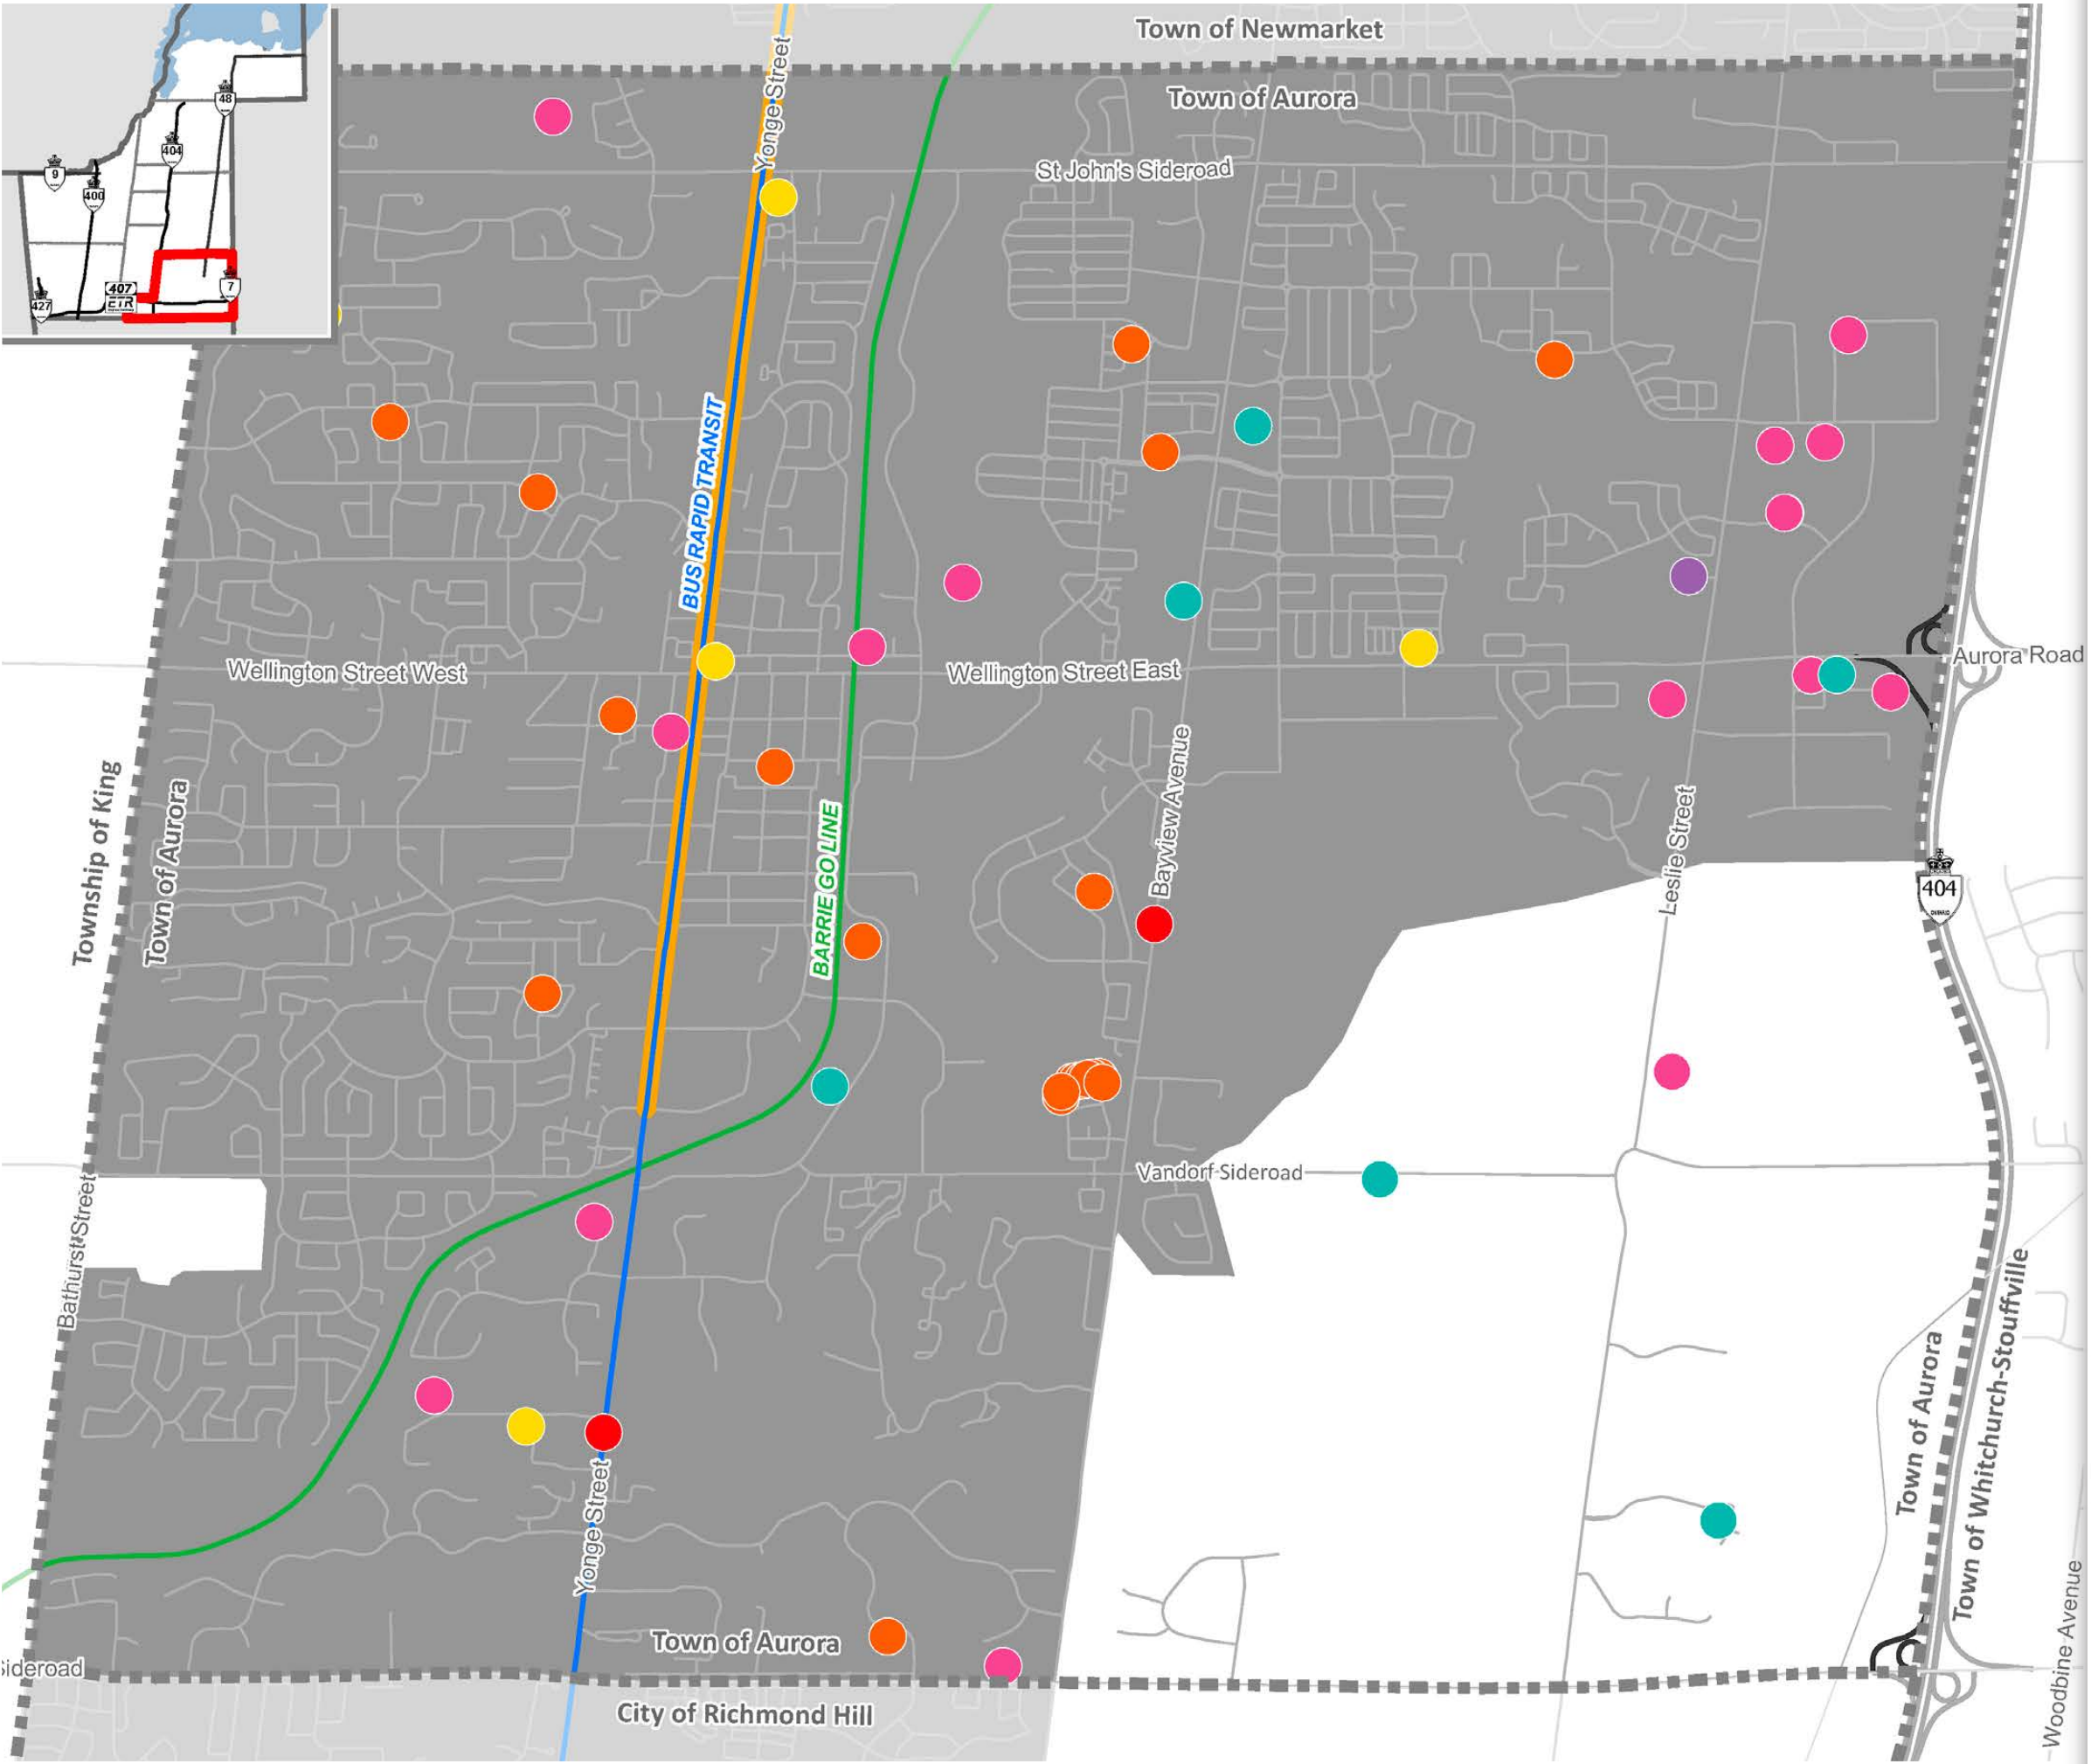 Town of Newmarket
Town of Aurora
Yonge Street
St John's Sideroad
48
404
9
400
407
ETR
7
427
BUS RAPID TRANSIT
Wellington Street West
Wellington Street East
Aurora Road
Township of King
Town of Aurora
BARRIE GO LINE
Bayview Avenue
Leslie Street
404
ONTARIO
Vandorf Sideroad
Bathurst Street
Yonge Street
Town of Aurora
Town of Whitchurch-Stouffville
Woodbine Avenue
Town of Aurora
Sideroad
City of Richmond Hill